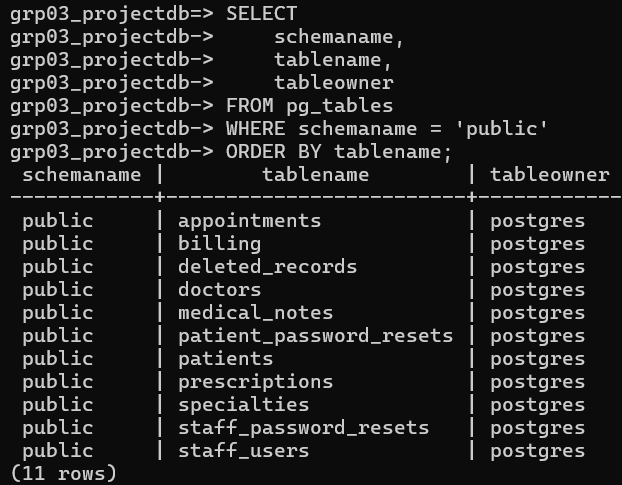 grp03_projectdb=> SELECT
grp03_projectdb->     schemaname,
grp03_projectdb->     tablename,
grp03_projectdb->     tableowner
grp03_projectdb-> FROM pg_tables
grp03_projectdb-> WHERE schemaname = 'public'
grp03_projectdb-> ORDER BY tablename;
 schemaname |        tablename        | tableowner
------------+-------------------------+------------
 public     | appointments            | postgres
 public     | billing                 | postgres
 public     | deleted_records         | postgres
 public     | doctors                 | postgres
 public     | medical_notes           | postgres
 public     | patient_password_resets | postgres
 public     | patients                | postgres
 public     | prescriptions           | postgres
 public     | specialties             | postgres
 public     | staff_password_resets   | postgres
 public     | staff_users             | postgres
(11 rows)